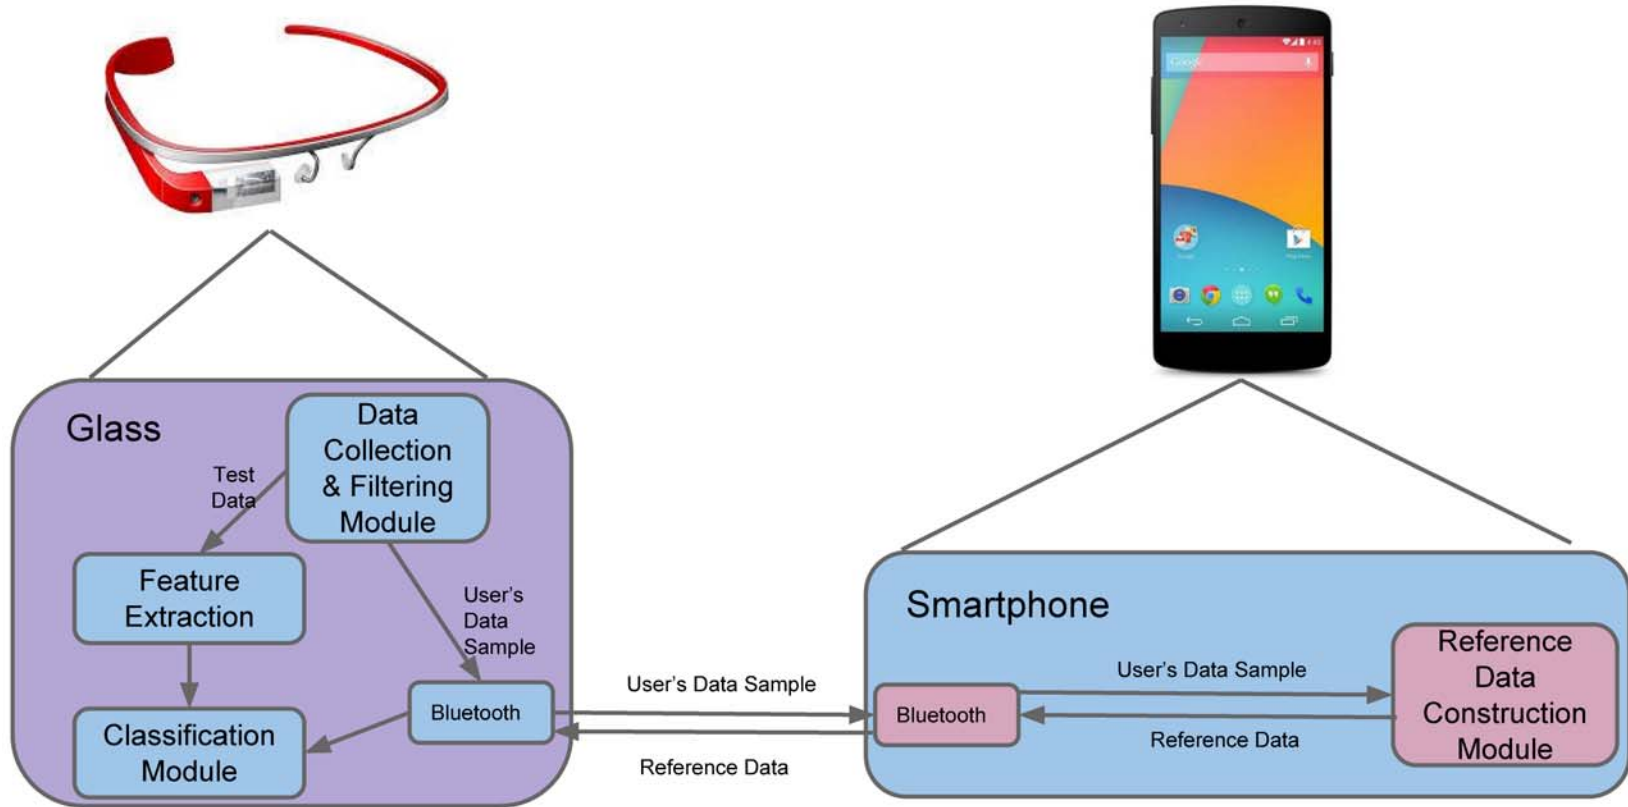 Google
Glass
Data
Collection
& Filtering
Module
Test
Data
Feature
Extraction
User's
Data
Sample
Classification
Module
Bluetooth
User's Data Sample
Reference Data
Smartphone
Bluetooth
User's Data Sample
Reference Data
Reference
Data
Construction
Module